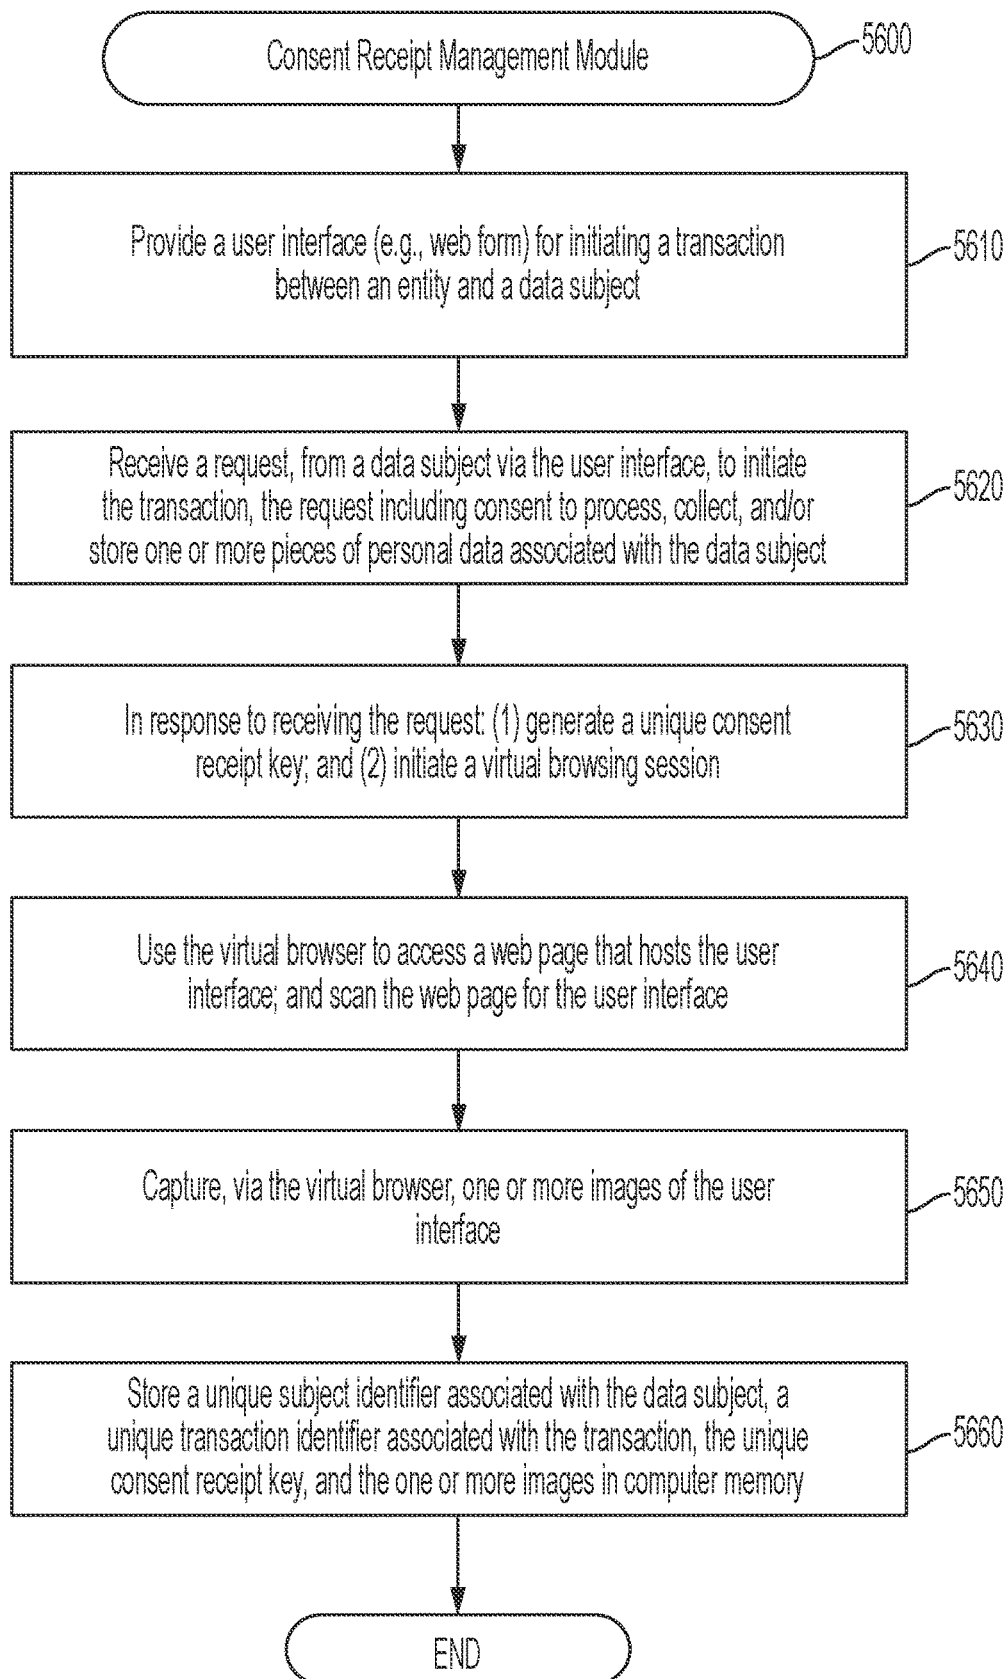 Consent Receipt Management Module
5600
Provide a user interface (e.g., web form) for initiating a transaction
between an entity and a data subject
5610
Receive a request, from a data subject via the user interface, to initiate
the transaction, the request including consent to process, collect, and/or
store one or more pieces of personal data associated with the data subject
5620
In response to receiving the request: (1) generate a unique consent
receipt key; and (2) initiate a virtual browsing session
5630
Use the virtual browser to access a web page that hosts the user
interface; and scan the web page for the user interface
5640
Capture, via the virtual browser, one or more images of the user
interface
5650
Store a unique subject identifier associated with the data subject, a
unique transaction identifier associated with the transaction, the unique
consent receipt key, and the one or more images in computer memory
5660
END